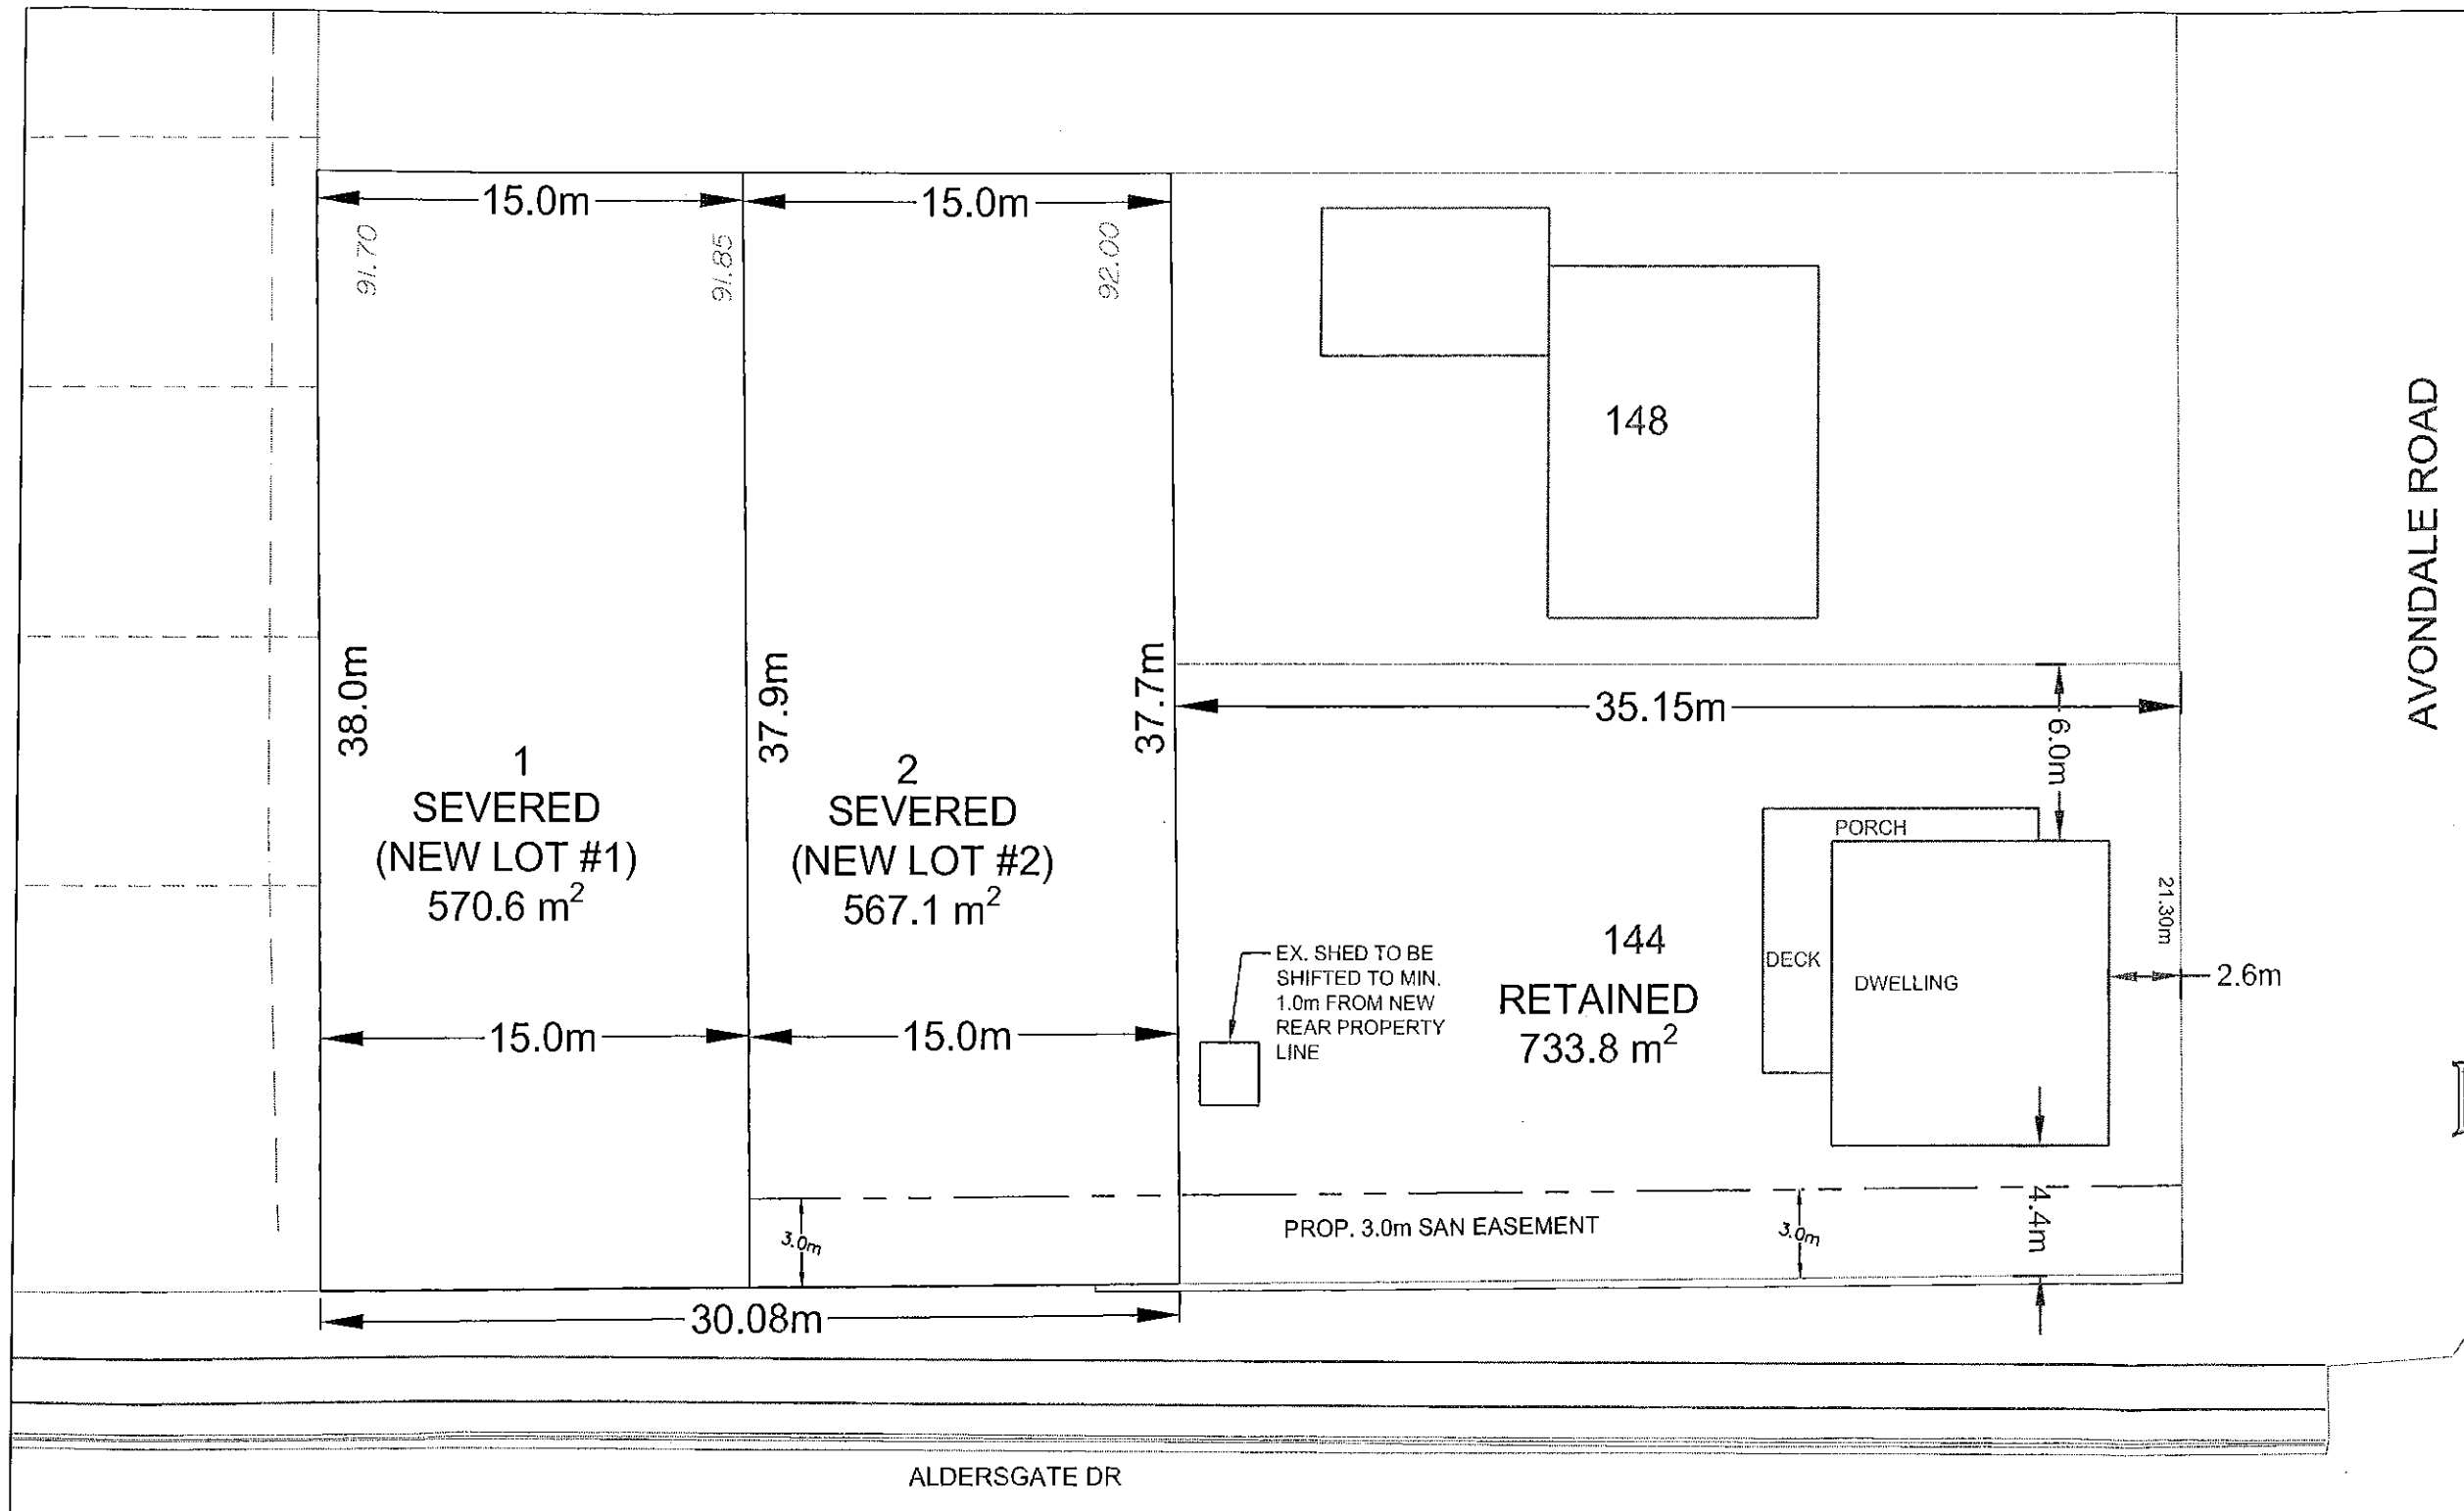 15.0m
15.0m
91.70
91.85
92.00
148
AVONDALE ROAD
38.0m
37.9m
37.7m
35.15m
6.0m
1
SEVERED
(NEW LOT #1)
570.6 m²
2
SEVERED
(NEW LOT #2)
567.1 m²
PORCH
DECK
DWELLING
21.30m
2.6m
EX. SHED TO BE
SHIFTED TO MIN.
1.0m FROM NEW
REAR PROPERTY
LINE
144
RETAINED
733.8 m²
15.0m
15.0m
3.0m
PROP. 3.0m SAN EASEMENT
3.0m
4.4m
30.08m
ALDERSGATE DR